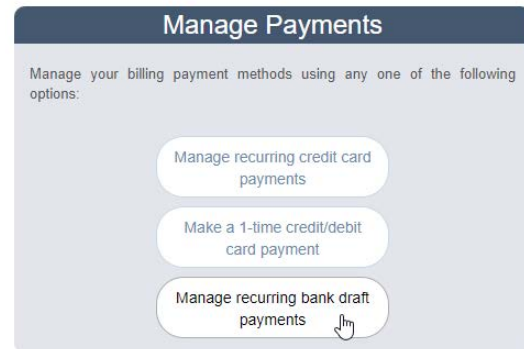 Manage Payments
Manage your billing payment methods using any one of the following
options:
Manage recurring credit card
payments
Make a 1-time credit/debit
card payment
Manage recurring bank draft
payments